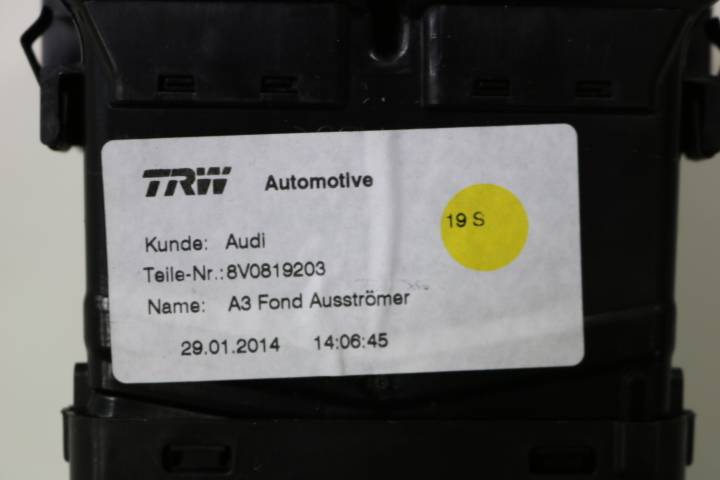 TRW Automotive
19 S
Kunde: Audi
Teile-Nr.: 8V0819203
Name: A3 Fond Ausströmer
29.01.2014 14:06:45